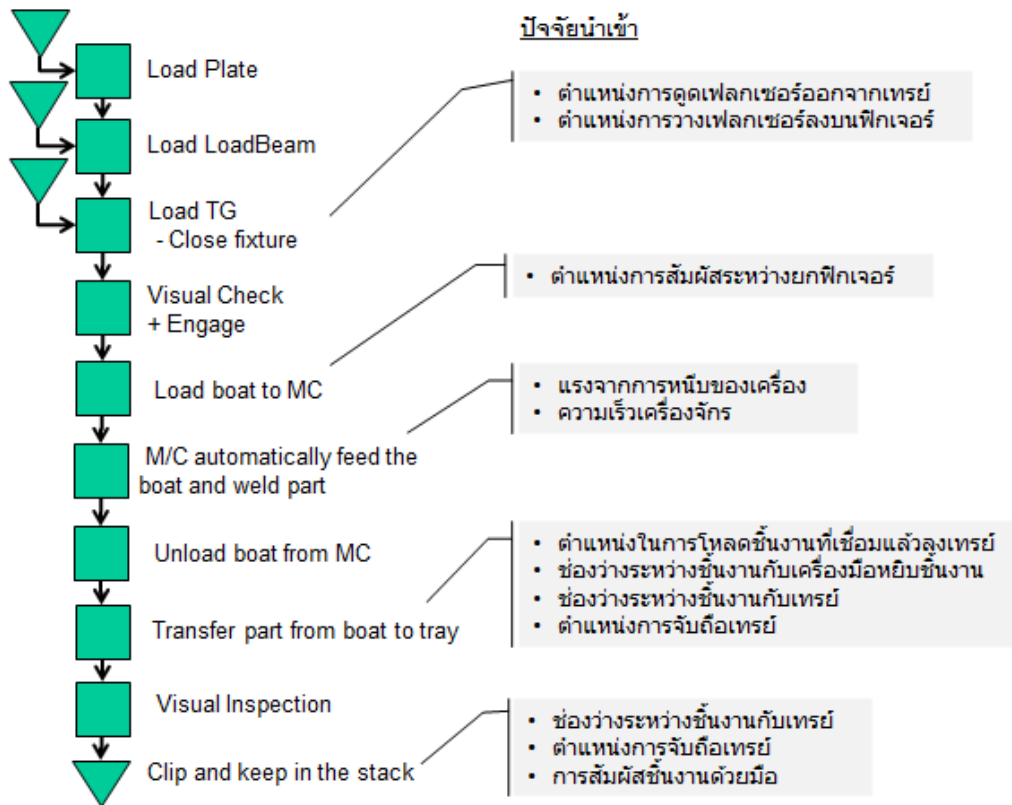 ปัจจัยนำเข้า
Load Plate
Load LoadBeam
Load TG
- Close fixture
• ตำแหน่งการดูดเฟลกเซอร์ออกจากเทรย์
• ตำแหน่งการวางเฟลกเซอร์ลงบนฟิกเจอร์
Visual Check
+ Engage
Load boat to MC
• ตำแหน่งการสัมผัสระหว่างยกฟิกเจอร์
M/C automatically feed the
boat and weld part
• แรงจากการหนีบของเครื่อง
• ความเร็วเครื่องจักร
Unload boat from MC
Transfer part from boat to tray
• ตำแหน่งในการโหลดชิ้นงานที่เชื่อมแล้วลงเทรย์
• ช่องว่างระหว่างชิ้นงานกับเครื่องมือหยิบชิ้นงาน
• ช่องว่างระหว่างชิ้นงานกับเทรย์
• ตำแหน่งการจับถือเทรย์
Visual Inspection
Clip and keep in the stack
• ช่องว่างระหว่างชิ้นงานกับเทรย์
• ตำแหน่งการจับถือเทรย์
• การสัมผัสชิ้นงานด้วยมือ